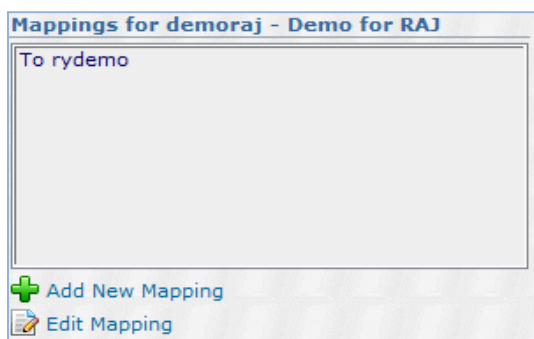 Mappings for demoraj - Demo for RAJ
To rydemo
Add New Mapping
Edit Mapping